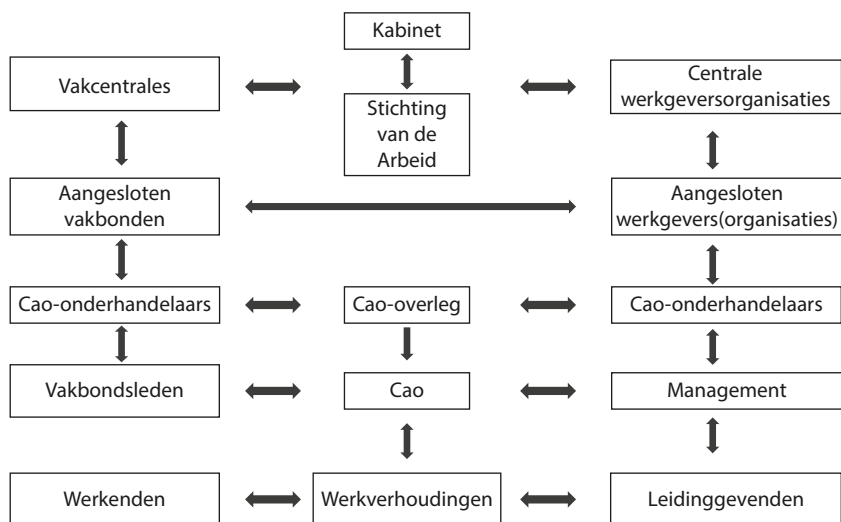 Kabinet
Vakcentrales
Centrale
werkgeversorganisaties
Stichting
van de
Arbeid
Aangesloten
vakbonden
Aangesloten
werkgevers(organisaties)
Cao-onderhandelaars
Cao-overleg
Cao-onderhandelaars
Vakbondsleden
Cao
Management
Werkenden
Werkverhoudingen
Leidinggevenden